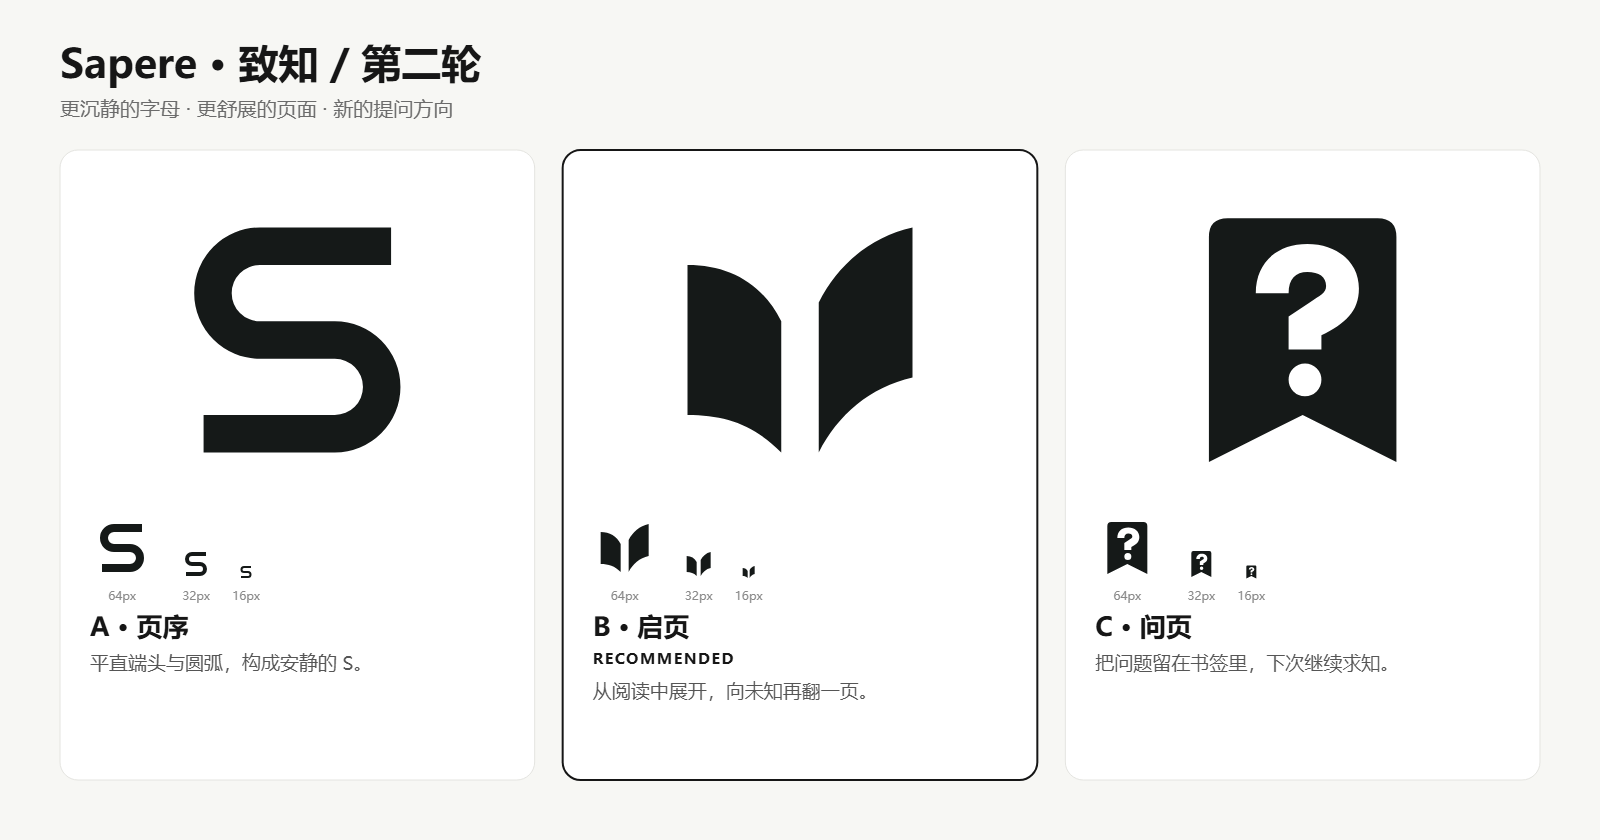 Sapere · 致知 / 第二轮
更沉静的字母 · 更舒展的页面 · 新的提问方向
S
?
S
S
S
64px
32px
16px
A · 页序
平直端头与圆弧，构成安静的 S。
64px
32px
16px
B · 启页
RECOMMENDED
从阅读中展开，向未知再翻一页。
?
?
?
64px
32px
16px
C · 问页
把问题留在书签里，下次继续求知。